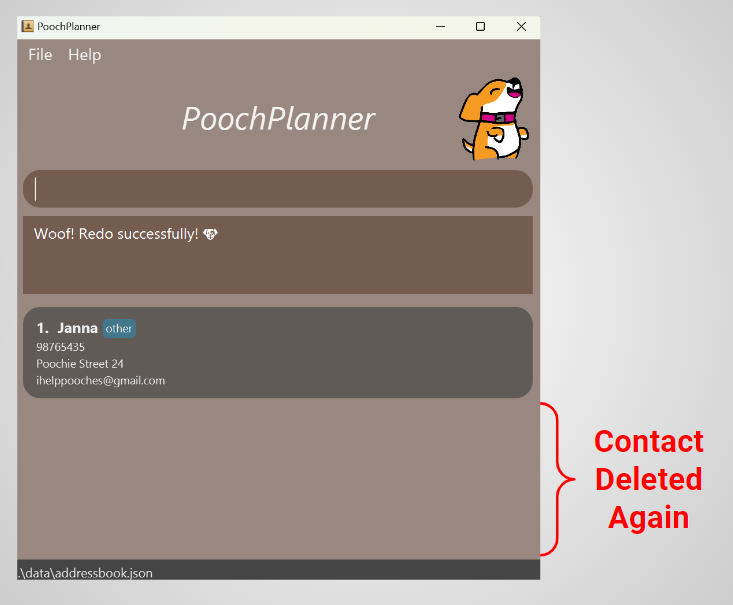 PoochPlanner
File Help
PoochPlanner
Woof! Redo successfully!
1. Janna other
98765435
Poochie Street 24
ihelppooches@gmail.com
Contact
Deleted
Again
.\data\addressbook.json